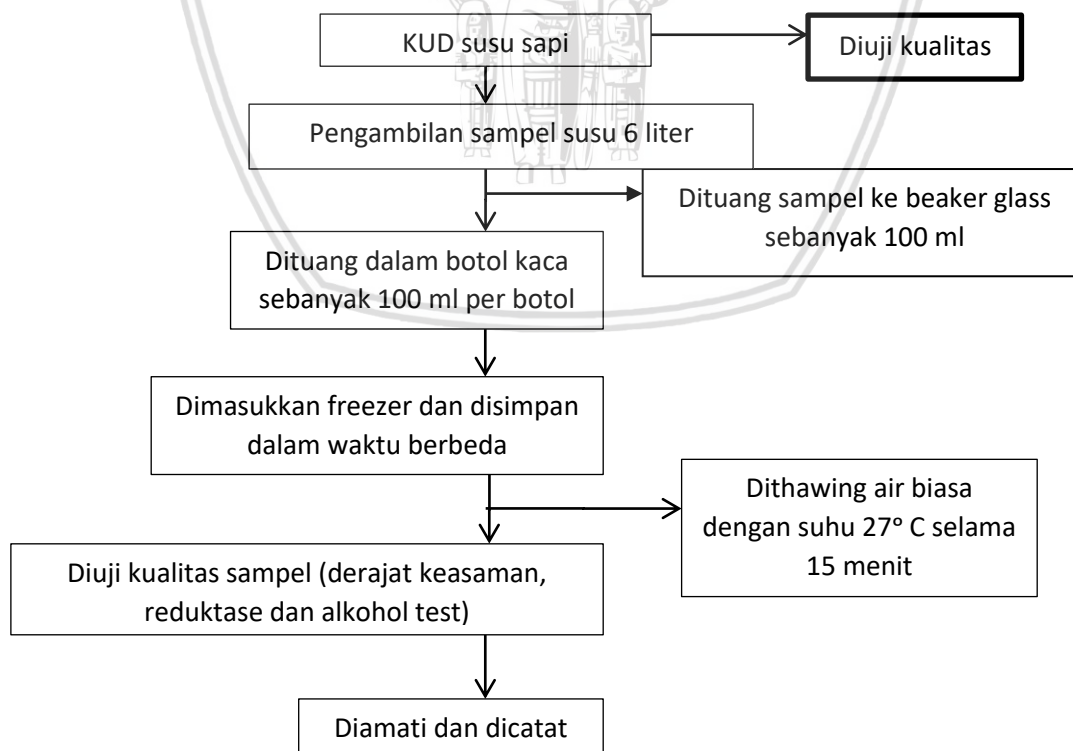 KUD susu sapi
Diuji kualitas
Pengambilan sampel susu 6 liter
Dituang sampel ke beaker glass
sebanyak 100 ml
Dituang dalam botol kaca
sebanyak 100 ml per botol
Dimasukkan freezer dan disimpan
dalam waktu berbeda
Dithawing air biasa
dengan suhu 27° C selama
15 menit
Diuji kualitas sampel (derajat keasaman,
reduktase dan alkohol test)
Diamati dan dicatat